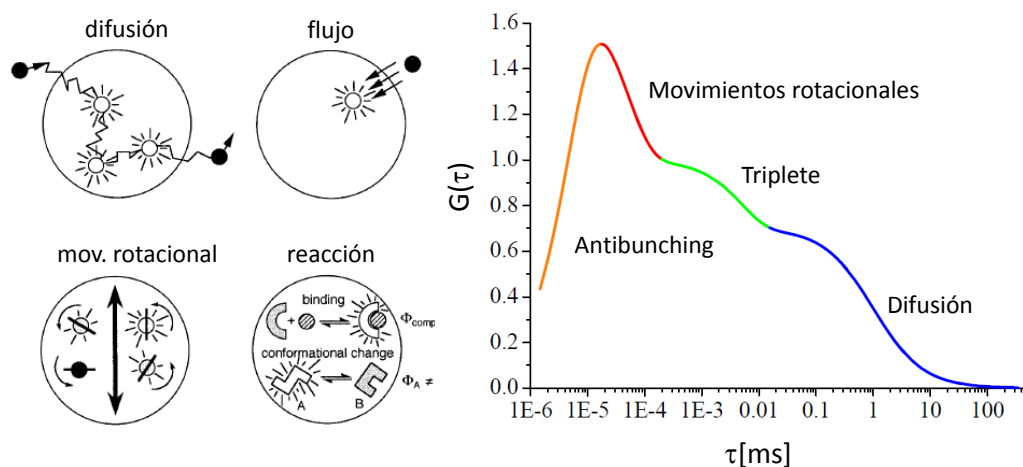 difusión
flujo
mov. rotacional
reacción
binding
+
Φcomp
conformational change
A
B
ΦA ≠
G(τ)
1.6
1.4
1.2
1.0
0.8
0.6
0.4
0.2
0.0
Movimientos rotacionales
Triplete
Antibunching
Difusión
1E-6 1E-5 1E-4 1E-3 0.01 0.1 1 10 100
τ[ms]